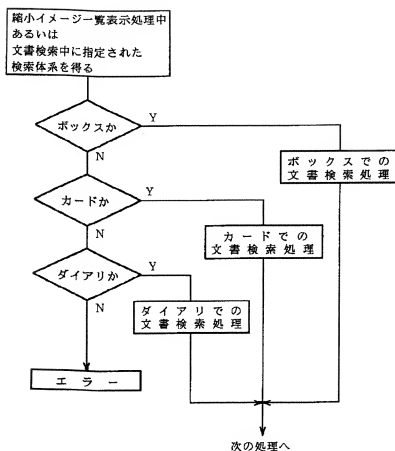 縮小イメージ一覧表示処理中
あるいは
文書検索中に指定された
検索体系を得る
ボックスか
Y
N
ボックスでの
文書検索処理
カードか
Y
N
カードでの
文書検索処理
ダイアリか
Y
N
ダイアリでの
文書検索処理
エラー
次の処理へ